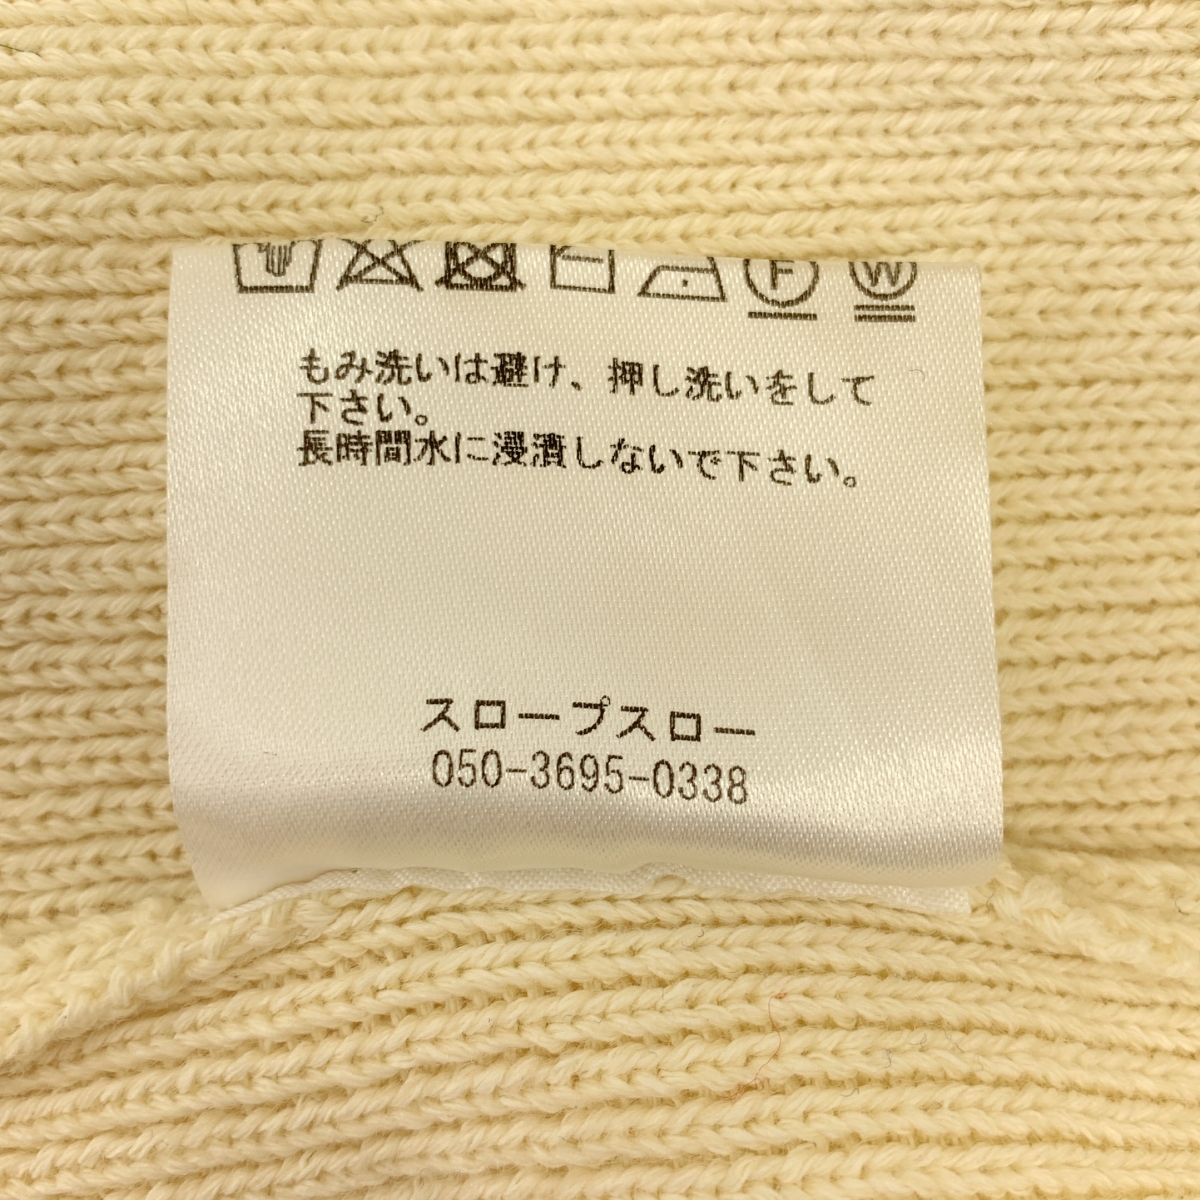 F W
もみ洗いは避け、押し洗いをして
下さい。
長時間水に浸漬しないで下さい。
スロープスロー
050-3695-0338